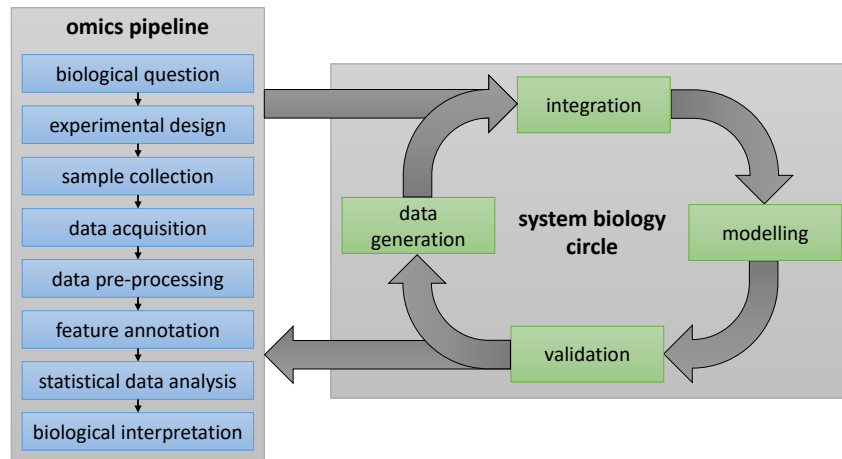 omics pipeline
biological question
experimental design
sample collection
data acquisition
data pre-processing
feature annotation
statistical data analysis
biological interpretation
integration
data
generation
system biology
circle
modelling
validation